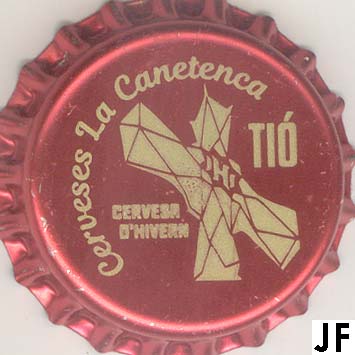 Cerveses La Canetenca
TIÓ
CERVESA
D'HIVERN
JF